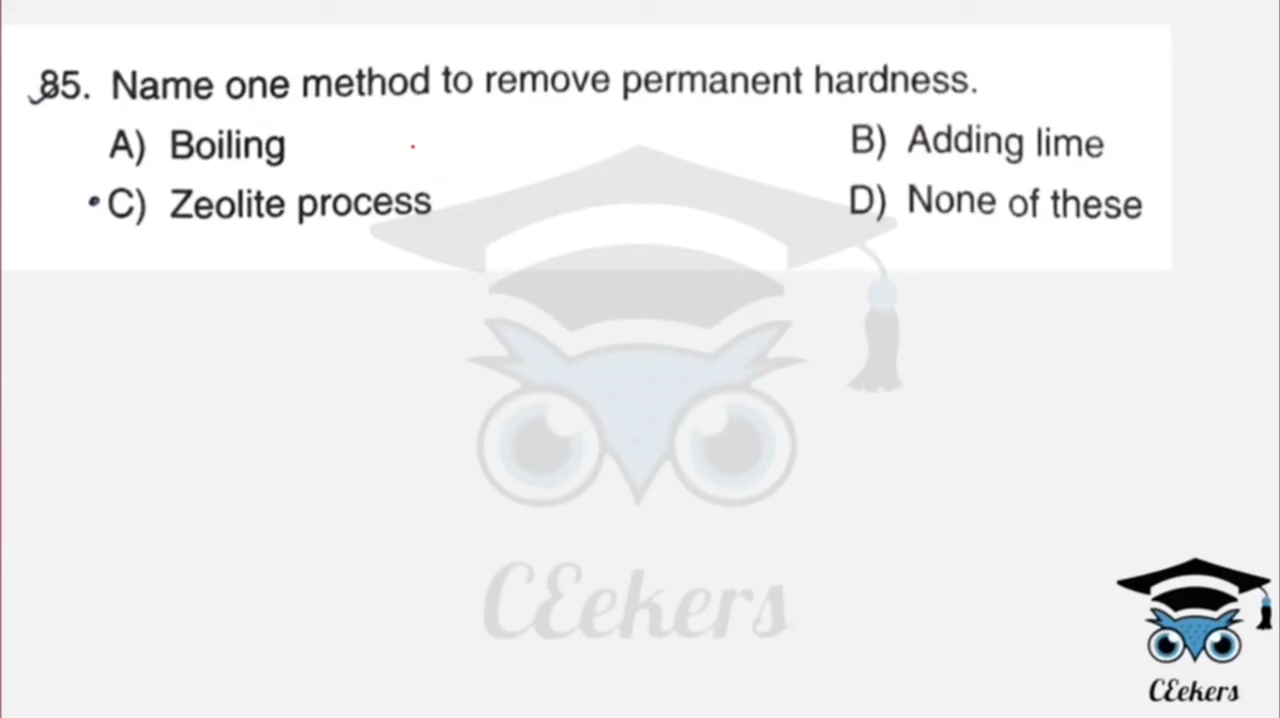 85. Name one method to remove permanent hardness.
A) Boiling B) Adding lime
C) Zeolite process D) None of these
CEekers
CEekers